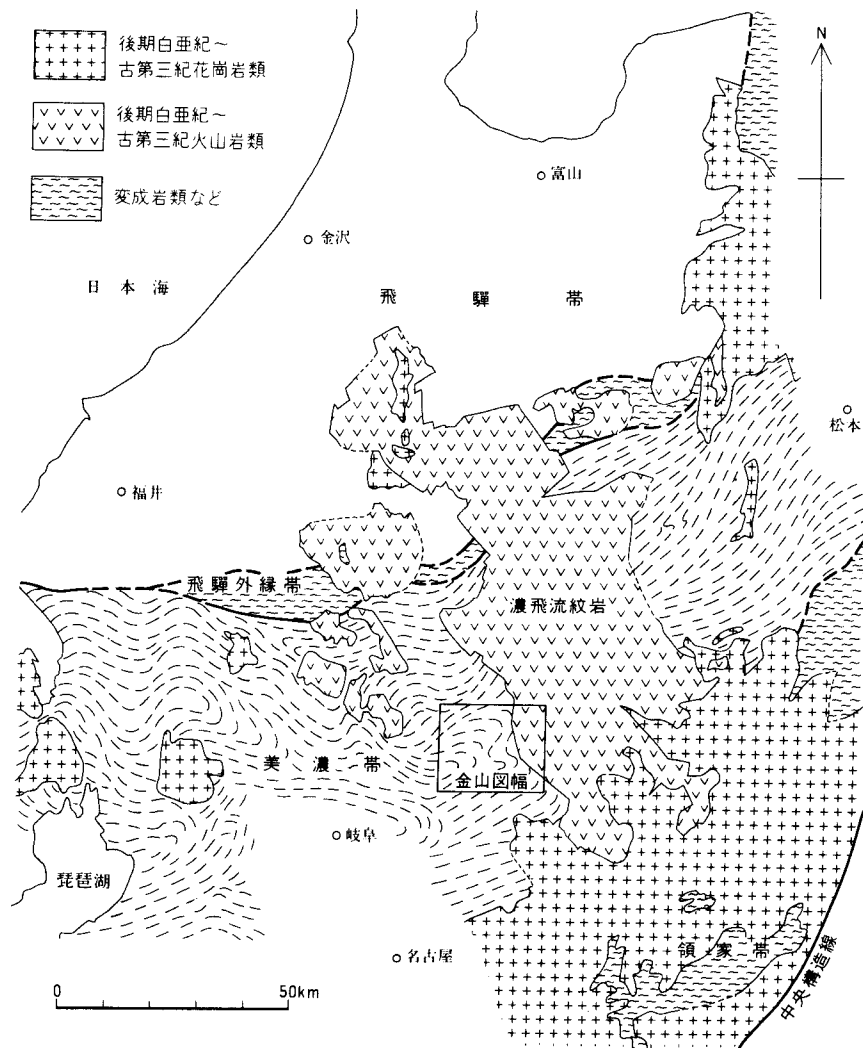 後期白亜紀～
古第三紀花崗岩類
後期白亜紀～
古第三紀火山岩類
変成岩類など
N
富山
金沢
日本海
飛騨帯
松本
福井
飛騨外縁帯
濃飛流紋岩
美濃帯
金山図幅
岐阜
琵琶湖
名古屋
領家帯
中央構造線
0 50km